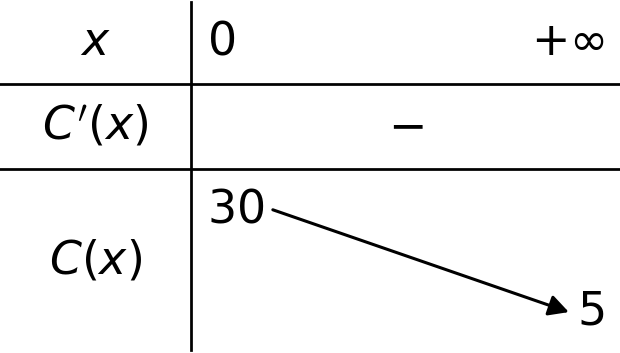 x 0 +∞
C′(x) −
30
C(x)
5